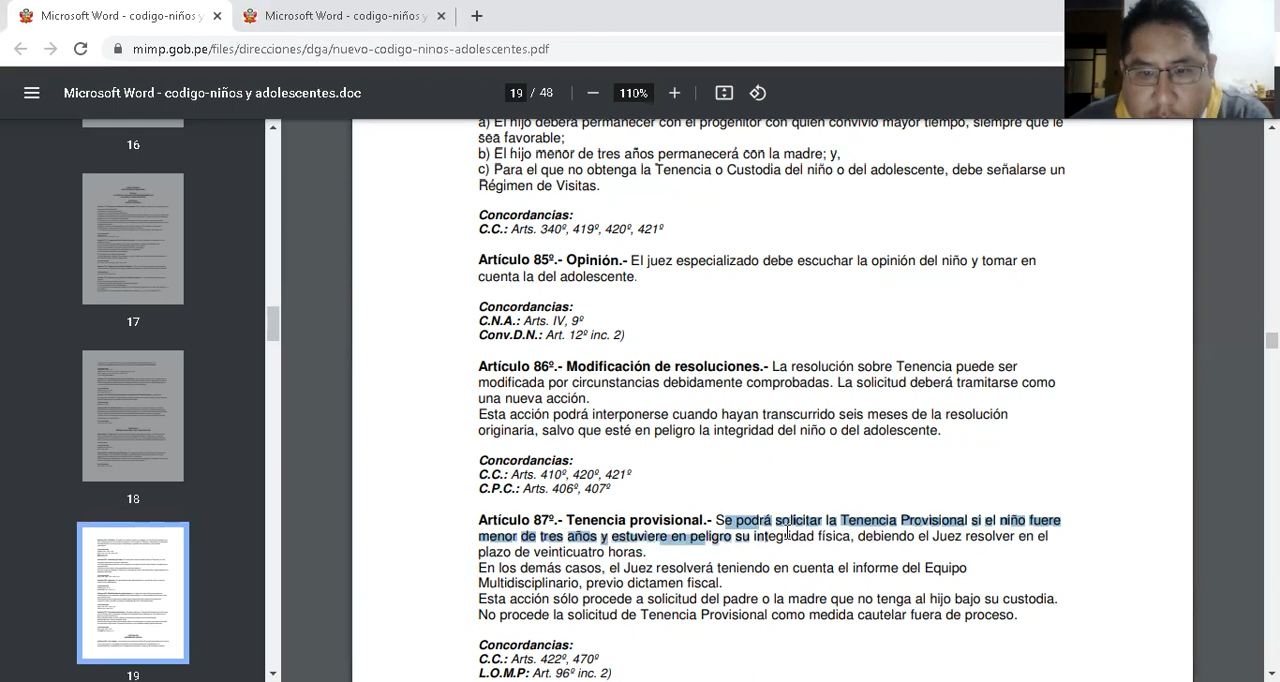 Microsoft Word - codigo-niños y
Microsoft Word - codigo-niños y
mimp.gob.pe/files/direcciones/dga/nuevo-codigo-ninos-adolescentes.pdf
Microsoft Word - codigo-niños y adolescentes.doc
19 / 48
110%
16
17
18
19
a) El hijo deberá permanecer con el progenitor con quien convivió mayor tiempo, siempre que le
sea favorable;
b) El hijo menor de tres años permanecerá con la madre; y,
c) Para el que no obtenga la Tenencia o Custodia del niño o del adolescente, debe señalarse un
Régimen de Visitas.
Concordancias:
C.C.: Arts. 340º, 419º, 420º, 421º
Artículo 85º.- Opinión.- El juez especializado debe escuchar la opinión del niño y tomar en
cuenta la del adolescente.
Concordancias:
C.N.A.: Arts. IV, 9º
Conv.D.N.: Art. 12º inc. 2)
Artículo 86º.- Modificación de resoluciones.- La resolución sobre Tenencia puede ser
modificada por circunstancias debidamente comprobadas. La solicitud deberá tramitarse como
una nueva acción.
Esta acción podrá interponerse cuando hayan transcurrido seis meses de la resolución
originaria, salvo que esté en peligro la integridad del niño o del adolescente.
Concordancias:
C.C.: Arts. 410º, 420º, 421º
C.P.C.: Arts. 406º, 407º
Artículo 87º.- Tenencia provisional.- Se podrá solicitar la Tenencia Provisional si el niño fuere
menor de tres años y estuviere en peligro su integridad física, debiendo el Juez resolver en el
plazo de veinticuatro horas.
En los demás casos, el Juez resolverá teniendo en cuenta el informe del Equipo
Multidisciplinario, previo dictamen fiscal.
Esta acción sólo procede a solicitud del padre o la madre que no tenga al hijo bajo su custodia.
No procede la solicitud de Tenencia Provisional como medida cautelar fuera de proceso.
Concordancias:
C.C.: Arts. 422º, 470º
L.O.M.P: Art. 96º inc. 2)